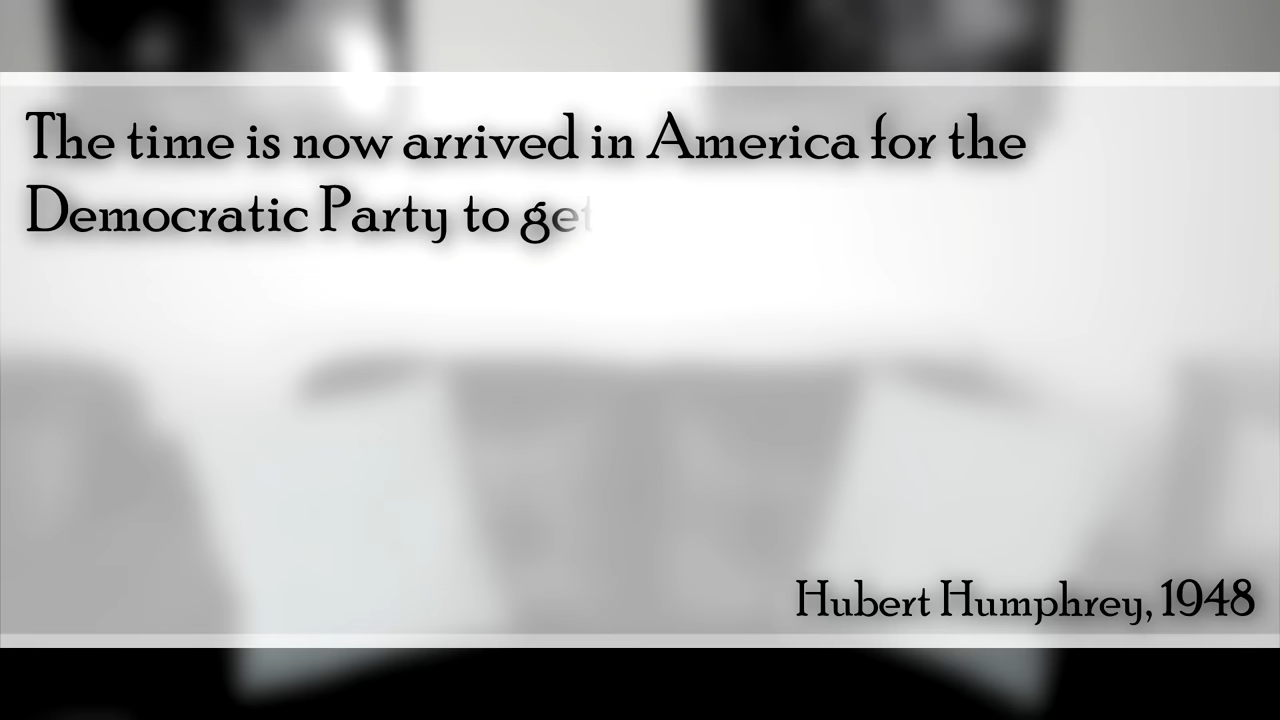 The time is now arrived in America for the
Democratic Party to get
Hubert Humphrey, 1948